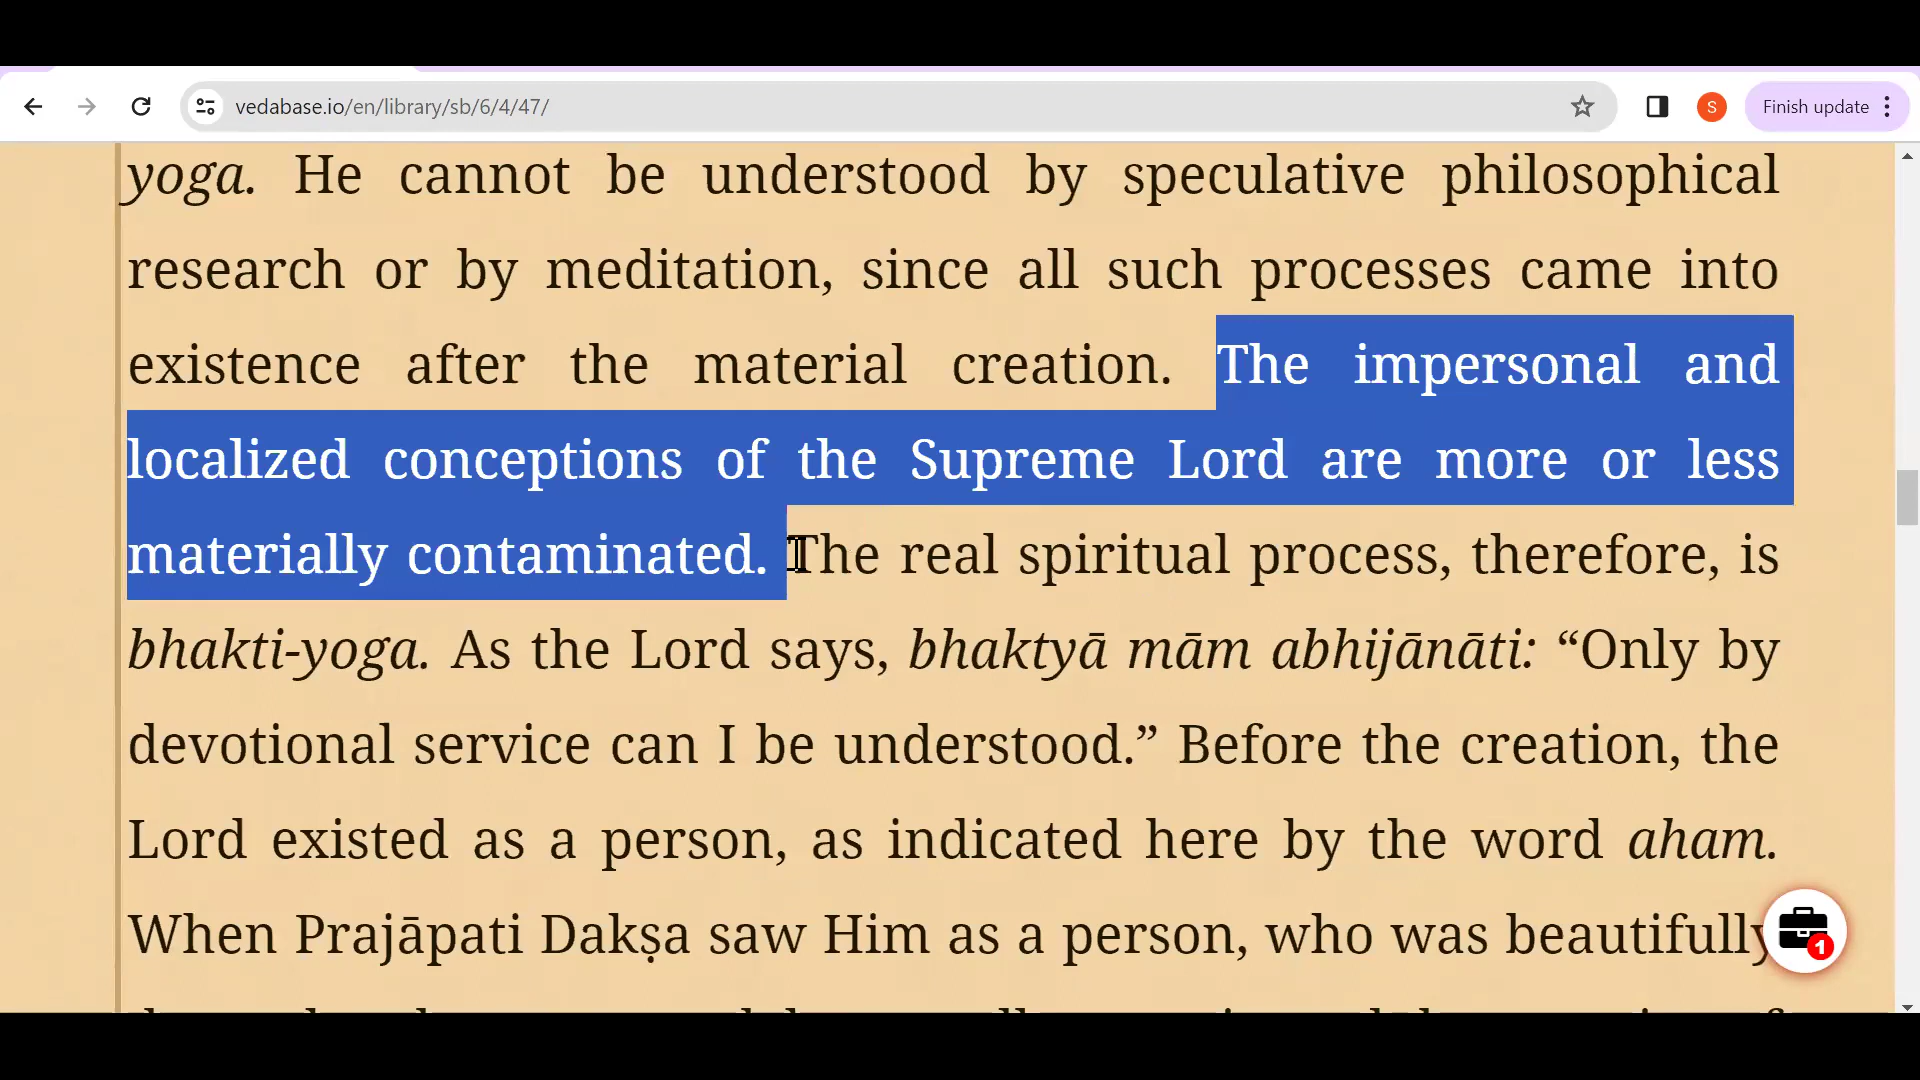 vedabase.io/en/library/sb/6/4/47/
S
Finish update
yoga. He cannot be understood by speculative philosophical
research or by meditation, since all such processes came into
existence after the material creation. The impersonal and
localized conceptions of the Supreme Lord are more or less
materially contaminated. The real spiritual process, therefore, is
bhakti-yoga. As the Lord says, bhaktyā mām abhijānāti: “Only by
devotional service can I be understood.” Before the creation, the
Lord existed as a person, as indicated here by the word aham.
When Prajāpati Dakṣa saw Him as a person, who was beautifully
1